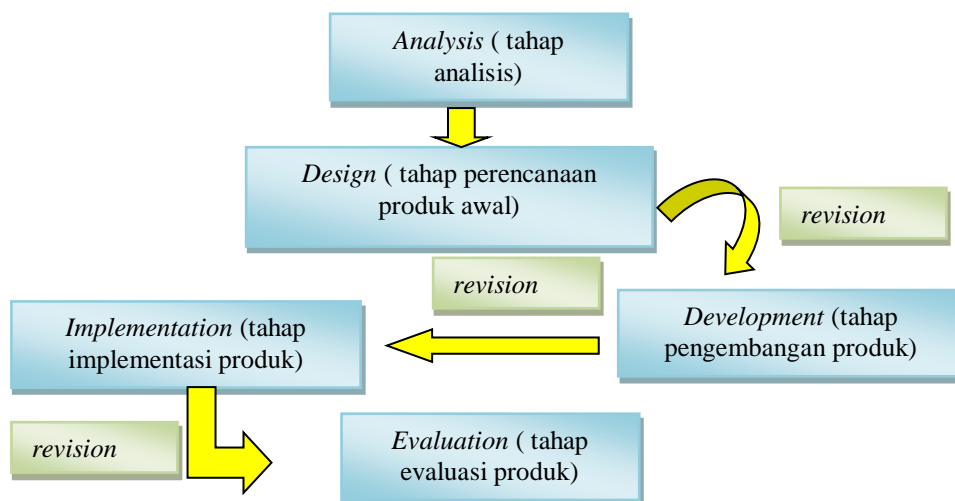 Analysis ( tahap
analisis)
Design ( tahap perencanaan
produk awal)
revision
revision
Development (tahap
pengembangan produk)
Implementation (tahap
implementasi produk)
revision
Evaluation ( tahap
evaluasi produk)